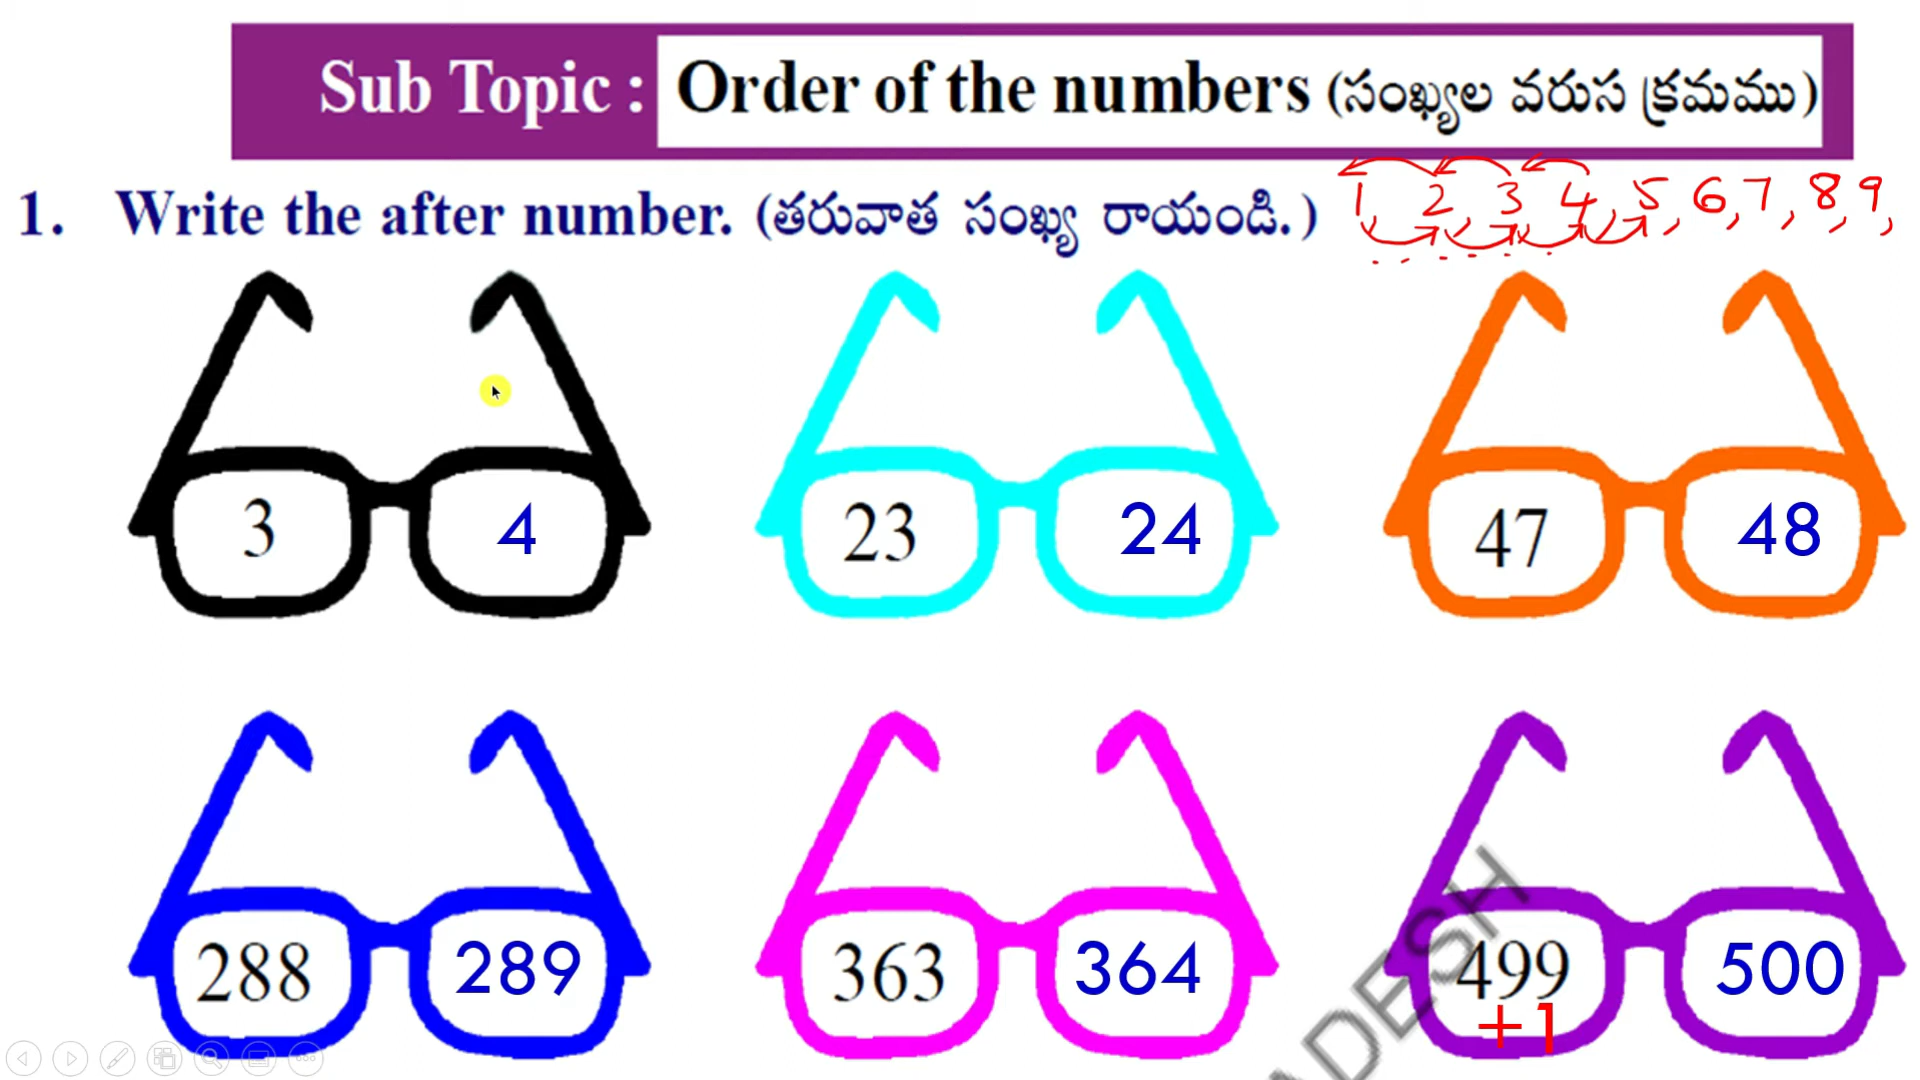 Sub Topic : Order of the numbers (సంఖ్యల వరుస క్రమము)
1. Write the after number. (తరువాత సంఖ్య రాయండి.) 1, 2, 3, 4, 5, 6, 7, 8, 9,
3 4 23 24 47 48
288 289 363 364 499 500
+1
ADESH